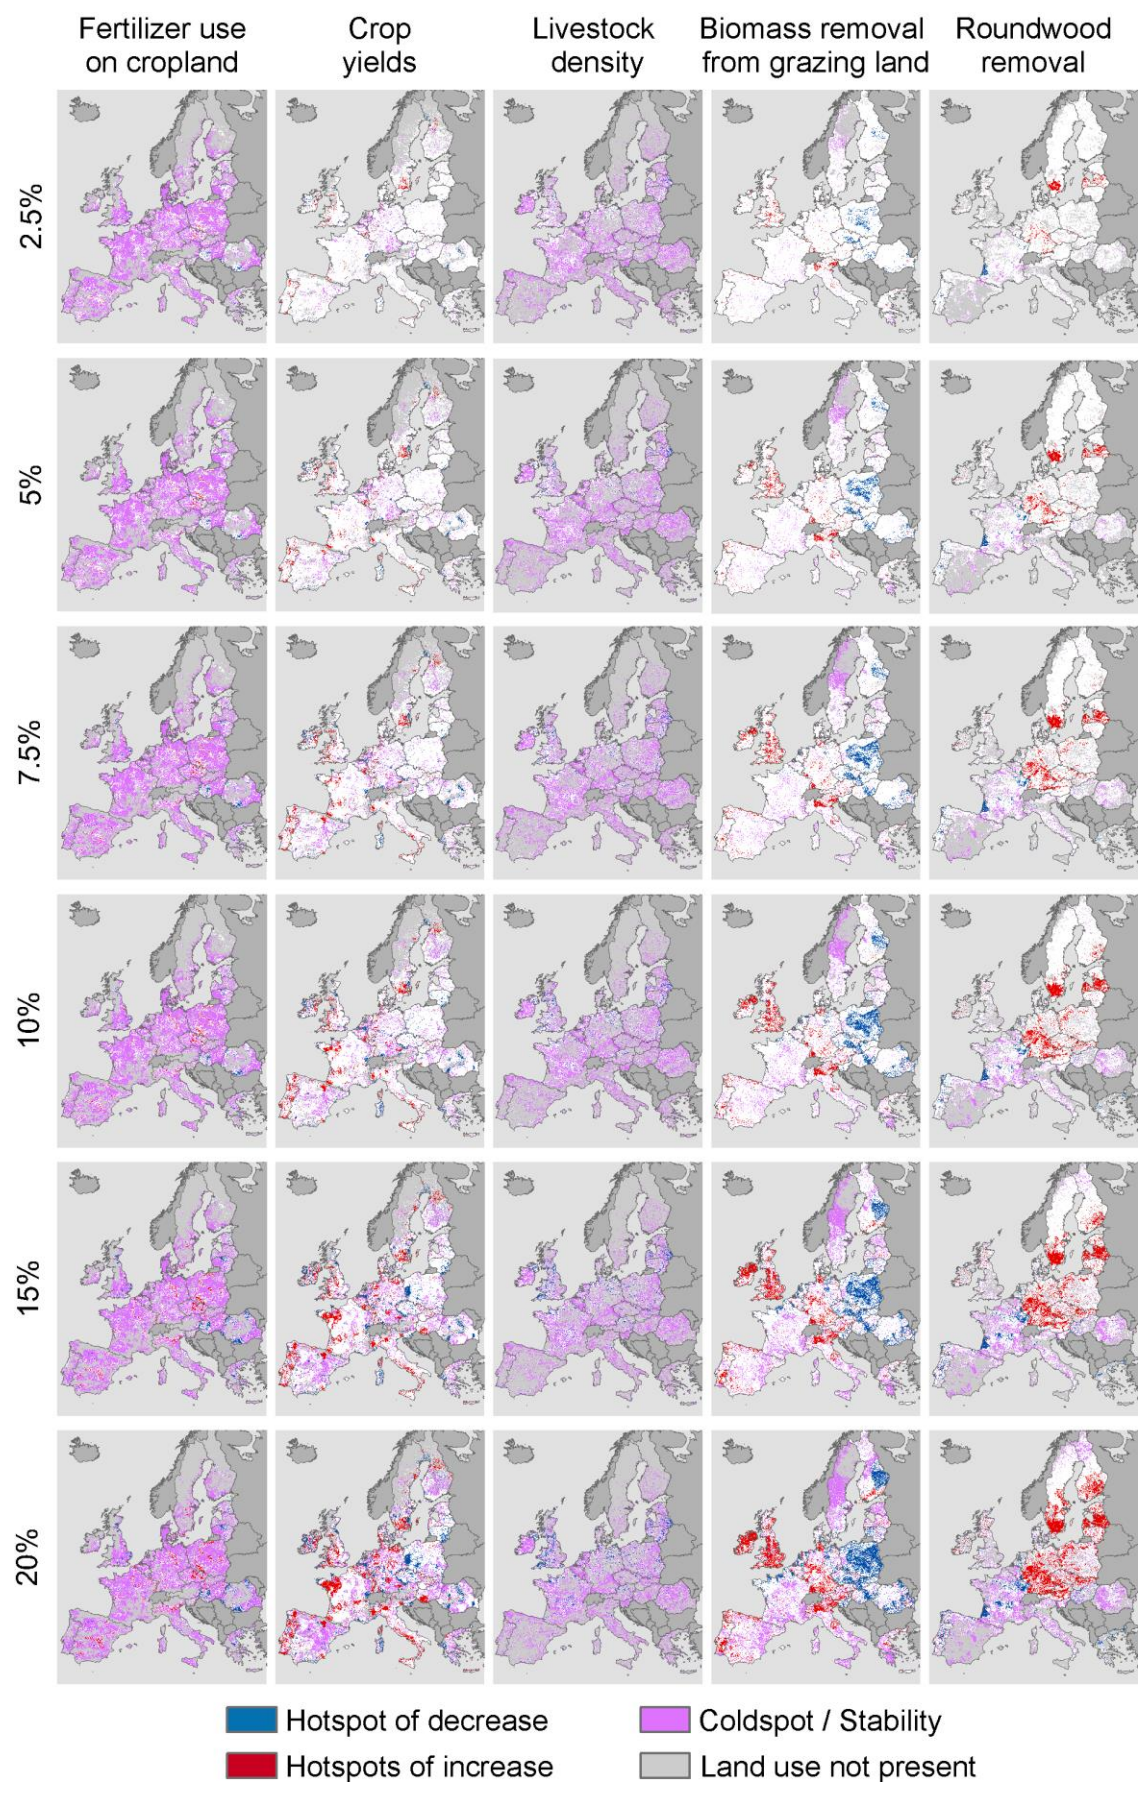 Fertilizer use
on cropland
Crop
yields
Livestock
density
Biomass removal
from grazing land
Roundwood
removal
2.5%
5%
7.5%
10%
15%
20%
Hotspot of decrease
Coldspot / Stability
Hotspots of increase
Land use not present